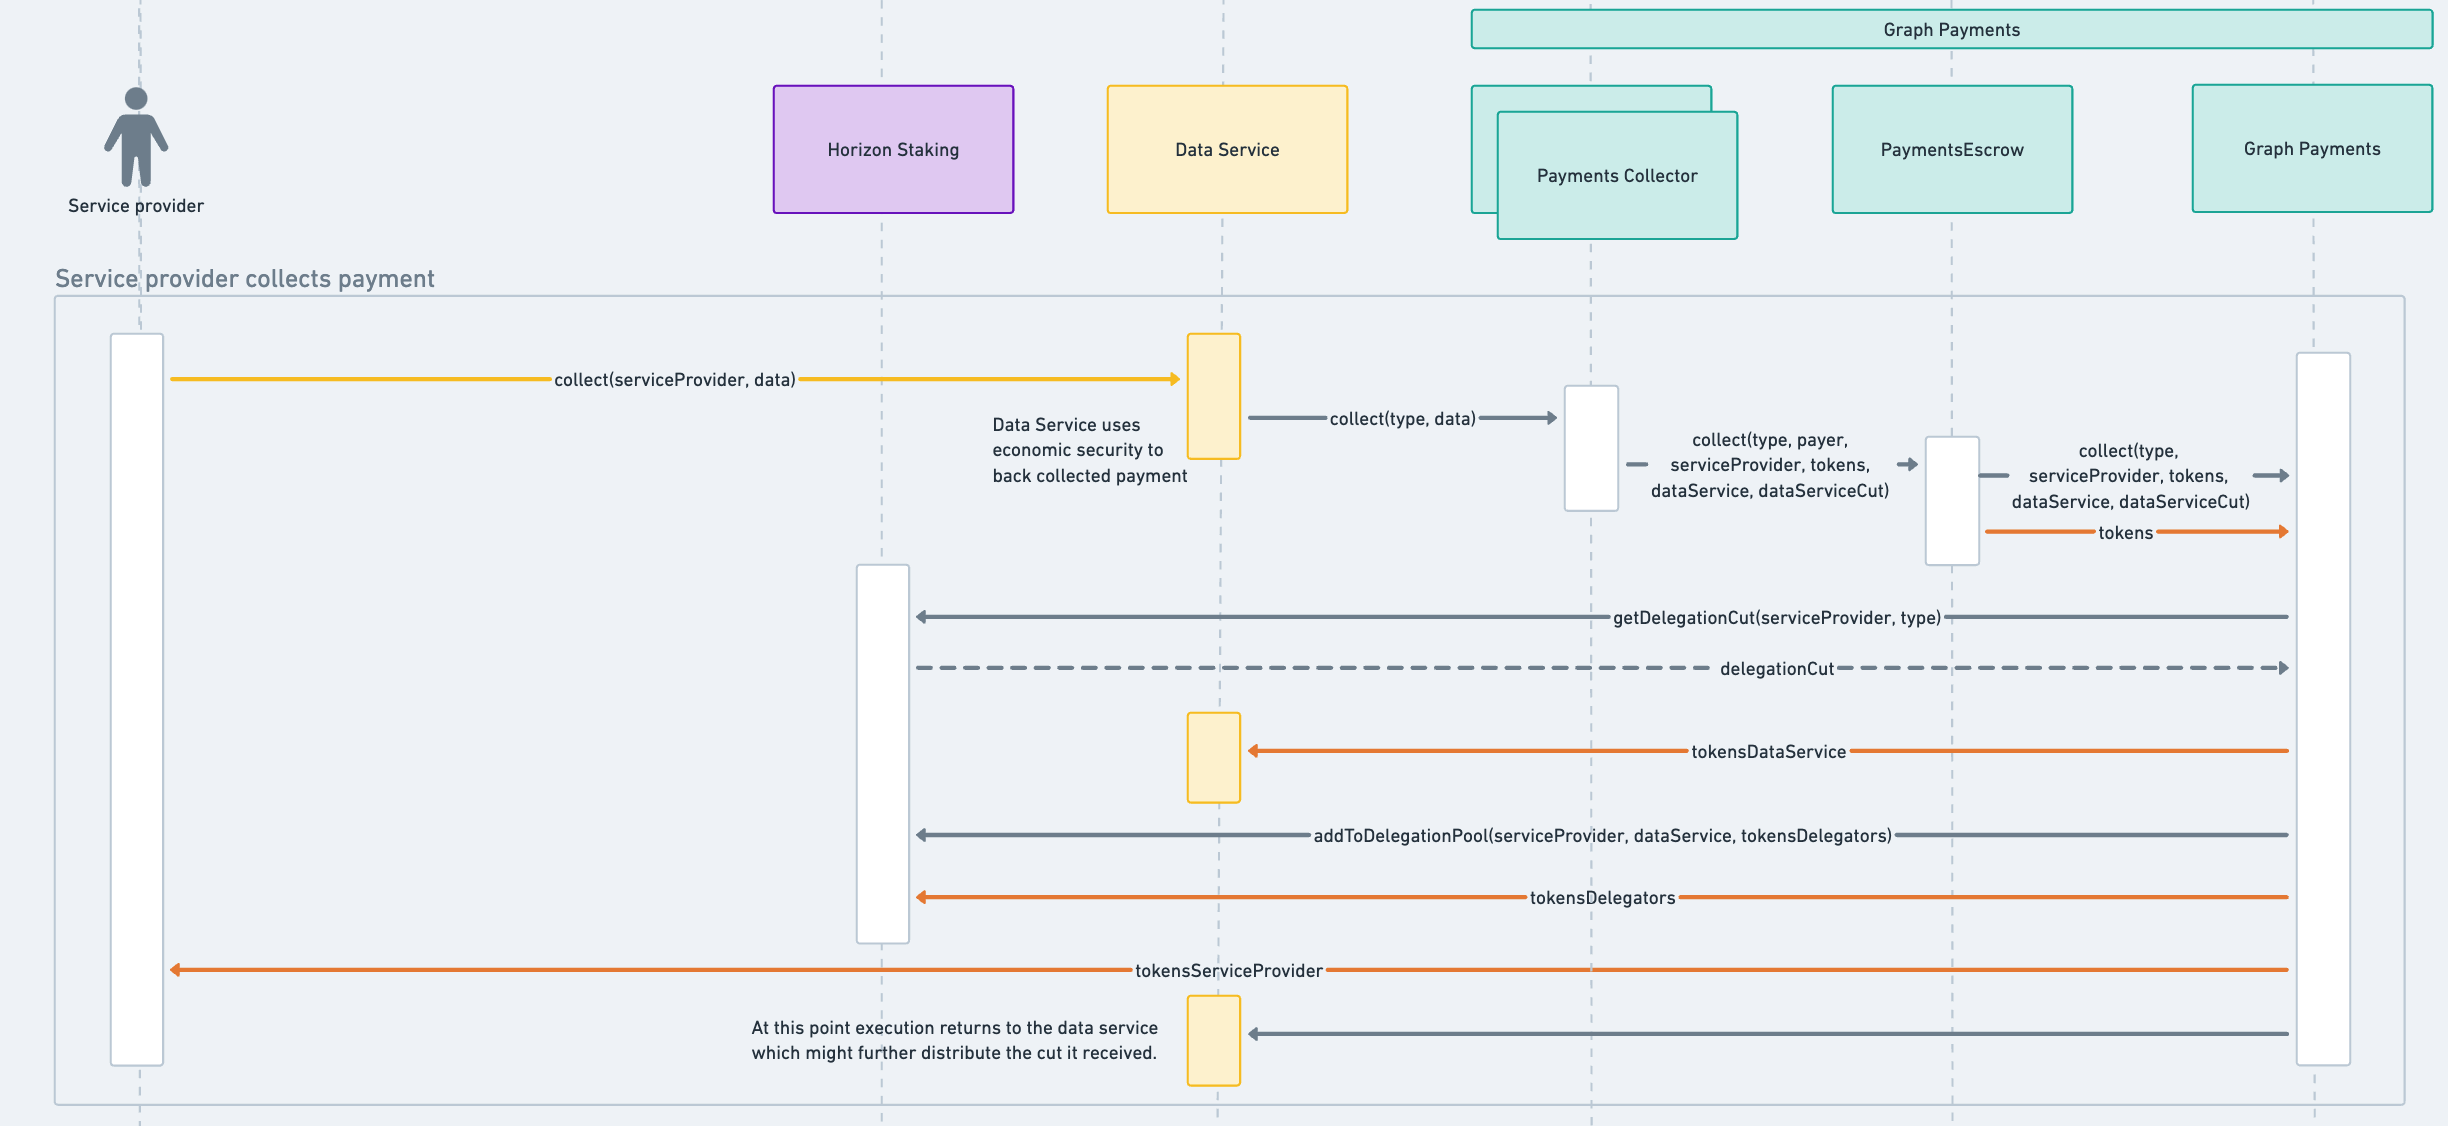 Graph Payments
Horizon Staking
Data Service
Payments Collector
PaymentsEscrow
Graph Payments
Service provider
Service provider collects payment
collect(serviceProvider, data)
Data Service uses
economic security to
back collected payment
collect(type, data)
collect(type, payer,
serviceProvider, tokens,
dataService, dataServiceCut)
collect(type,
serviceProvider, tokens,
dataService, dataServiceCut)
tokens
getDelegationCut(serviceProvider, type)
delegationCut
tokensDataService
addToDelegationPool(serviceProvider, dataService, tokensDelegators)
tokensDelegators
tokensServiceProvider
At this point execution returns to the data service
which might further distribute the cut it received.